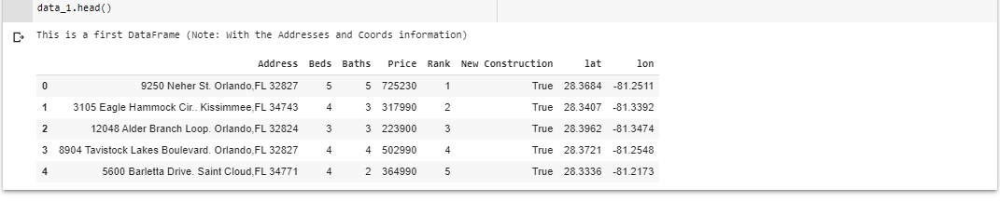 data_1.head()
This is a first DataFrame (Note: With the Addresses and Coords information)
Address Beds Baths Price Rank New Construction lat lon
0 9250 Neher St. Orlando,FL 32827 5 5 725230 1 True 28.3684 -81.2511
1 3105 Eagle Hammock Cir.. Kissimmee,FL 34743 4 3 317990 2 True 28.3407 -81.3392
2 12048 Alder Branch Loop. Orlando,FL 32824 3 3 223900 3 True 28.3962 -81.3474
3 8904 Tavistock Lakes Boulevard. Orlando,FL 32827 4 4 502990 4 True 28.3721 -81.2548
4 5600 Barletta Drive. Saint Cloud,FL 34771 4 2 364990 5 True 28.3336 -81.2173